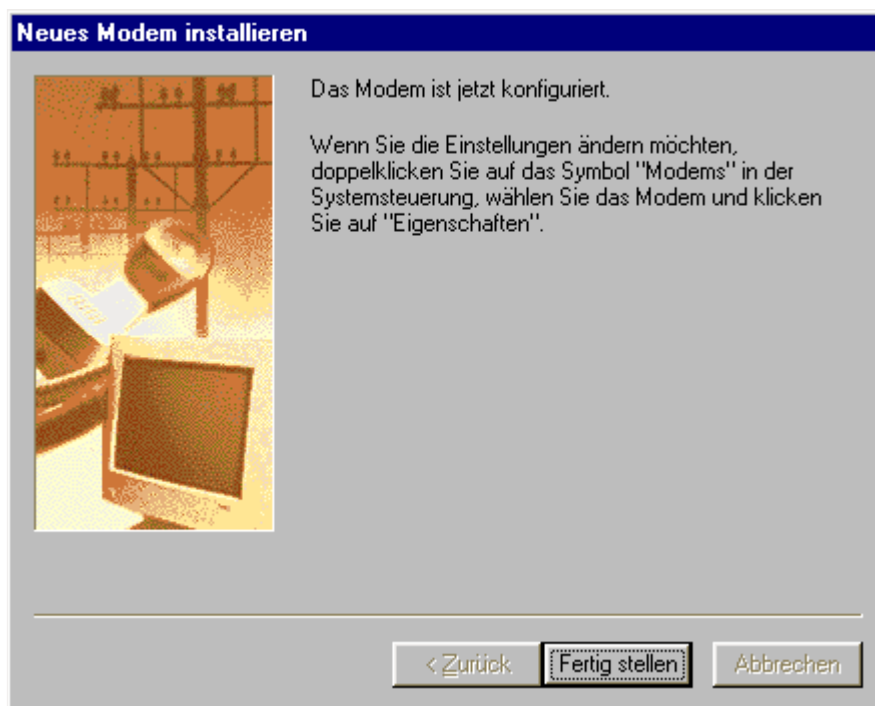 Neues Modem installieren
Das Modem ist jetzt konfiguriert.
Wenn Sie die Einstellungen ändern möchten,
doppelklicken Sie auf das Symbol "Modems" in der
Systemsteuerung, wählen Sie das Modem und klicken
Sie auf "Eigenschaften".
< Zurück
Fertig stellen
Abbrechen